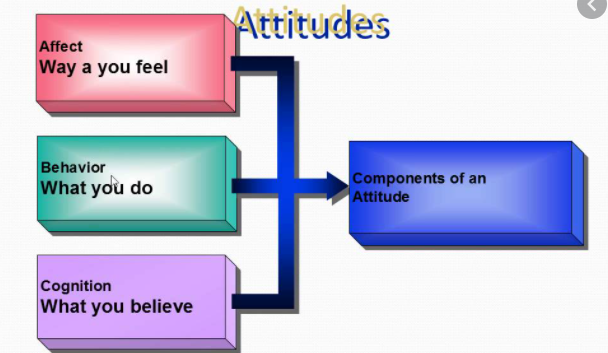 Attitudes
Affect
Way a you feel
Behavior
What you do
Components of an
Attitude
Cognition
What you believe